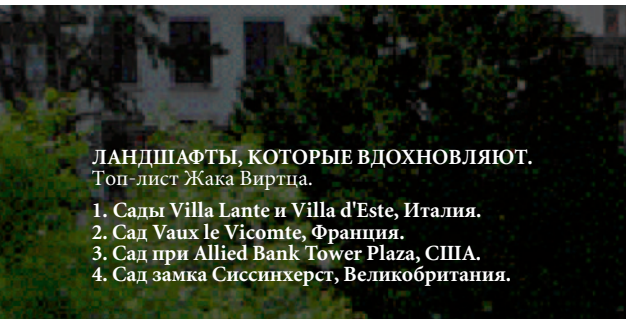 ЛАНДШАФТЫ, КОТОРЫЕ ВДОХНОВЛЯЮТ.
Топ-лист Жака Виртца.
1. Сады Villa Lante и Villa d'Este, Италия.
2. Сад Vaux le Vicomte, Франция.
3. Сад при Allied Bank Tower Plaza, США.
4. Сад замка Сиссинхерст, Великобритания.